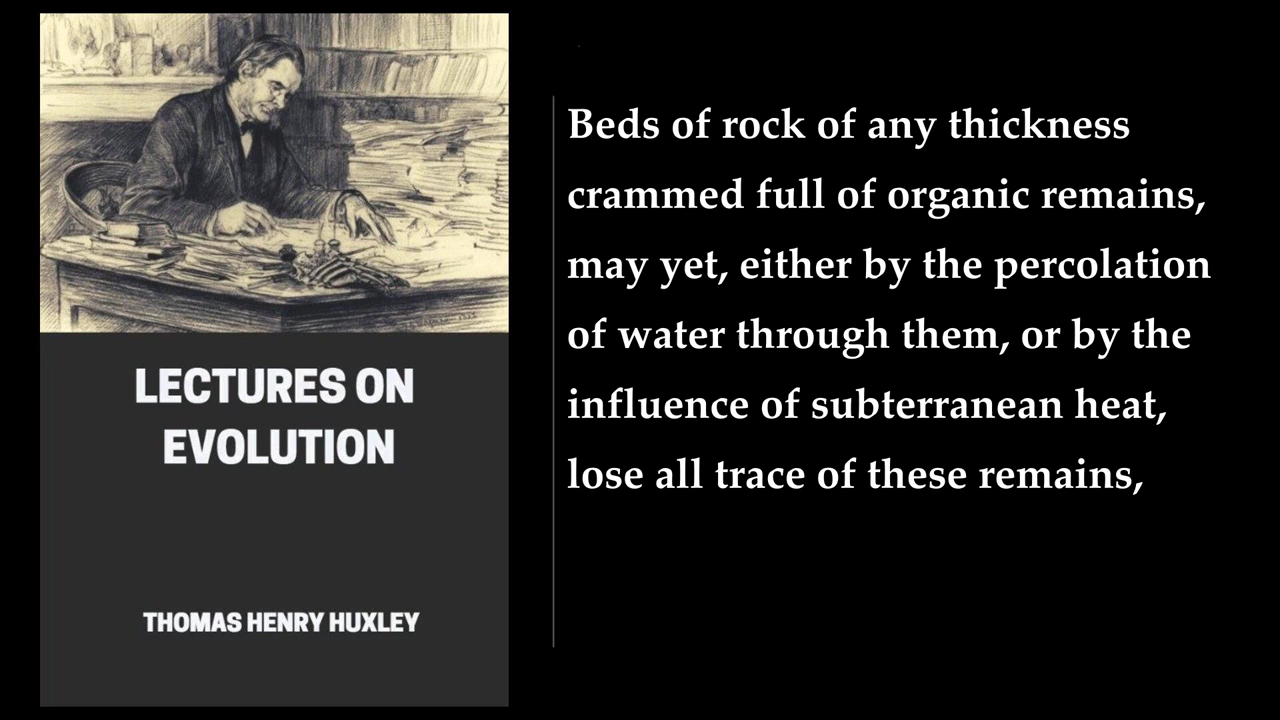 LECTURES ON
EVOLUTION
THOMAS HENRY HUXLEY
Beds of rock of any thickness
crammed full of organic remains,
may yet, either by the percolation
of water through them, or by the
influence of subterranean heat,
lose all trace of these remains,